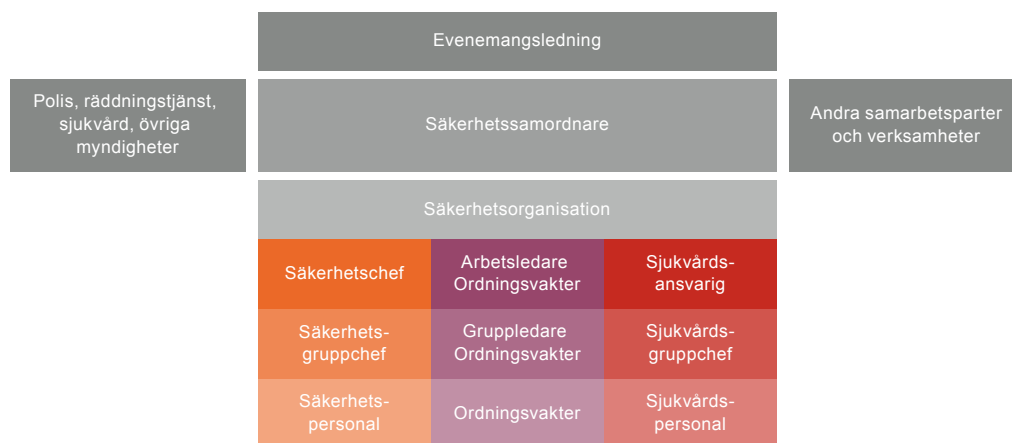 Evenemangsledning
Polis, räddningstjänst,
sjukvård, övriga
myndigheter
Säkerhetssamordnare
Andra samarbetsparter
och verksamheter
Säkerhetsorganisation
Säkerhetschef
Arbetsledare
Ordningsvakter
Sjukvårds-
ansvarig
Säkerhets-
gruppchef
Gruppledare
Ordningsvakter
Sjukvårds-
gruppchef
Säkerhets-
personal
Ordningsvakter
Sjukvårds-
personal